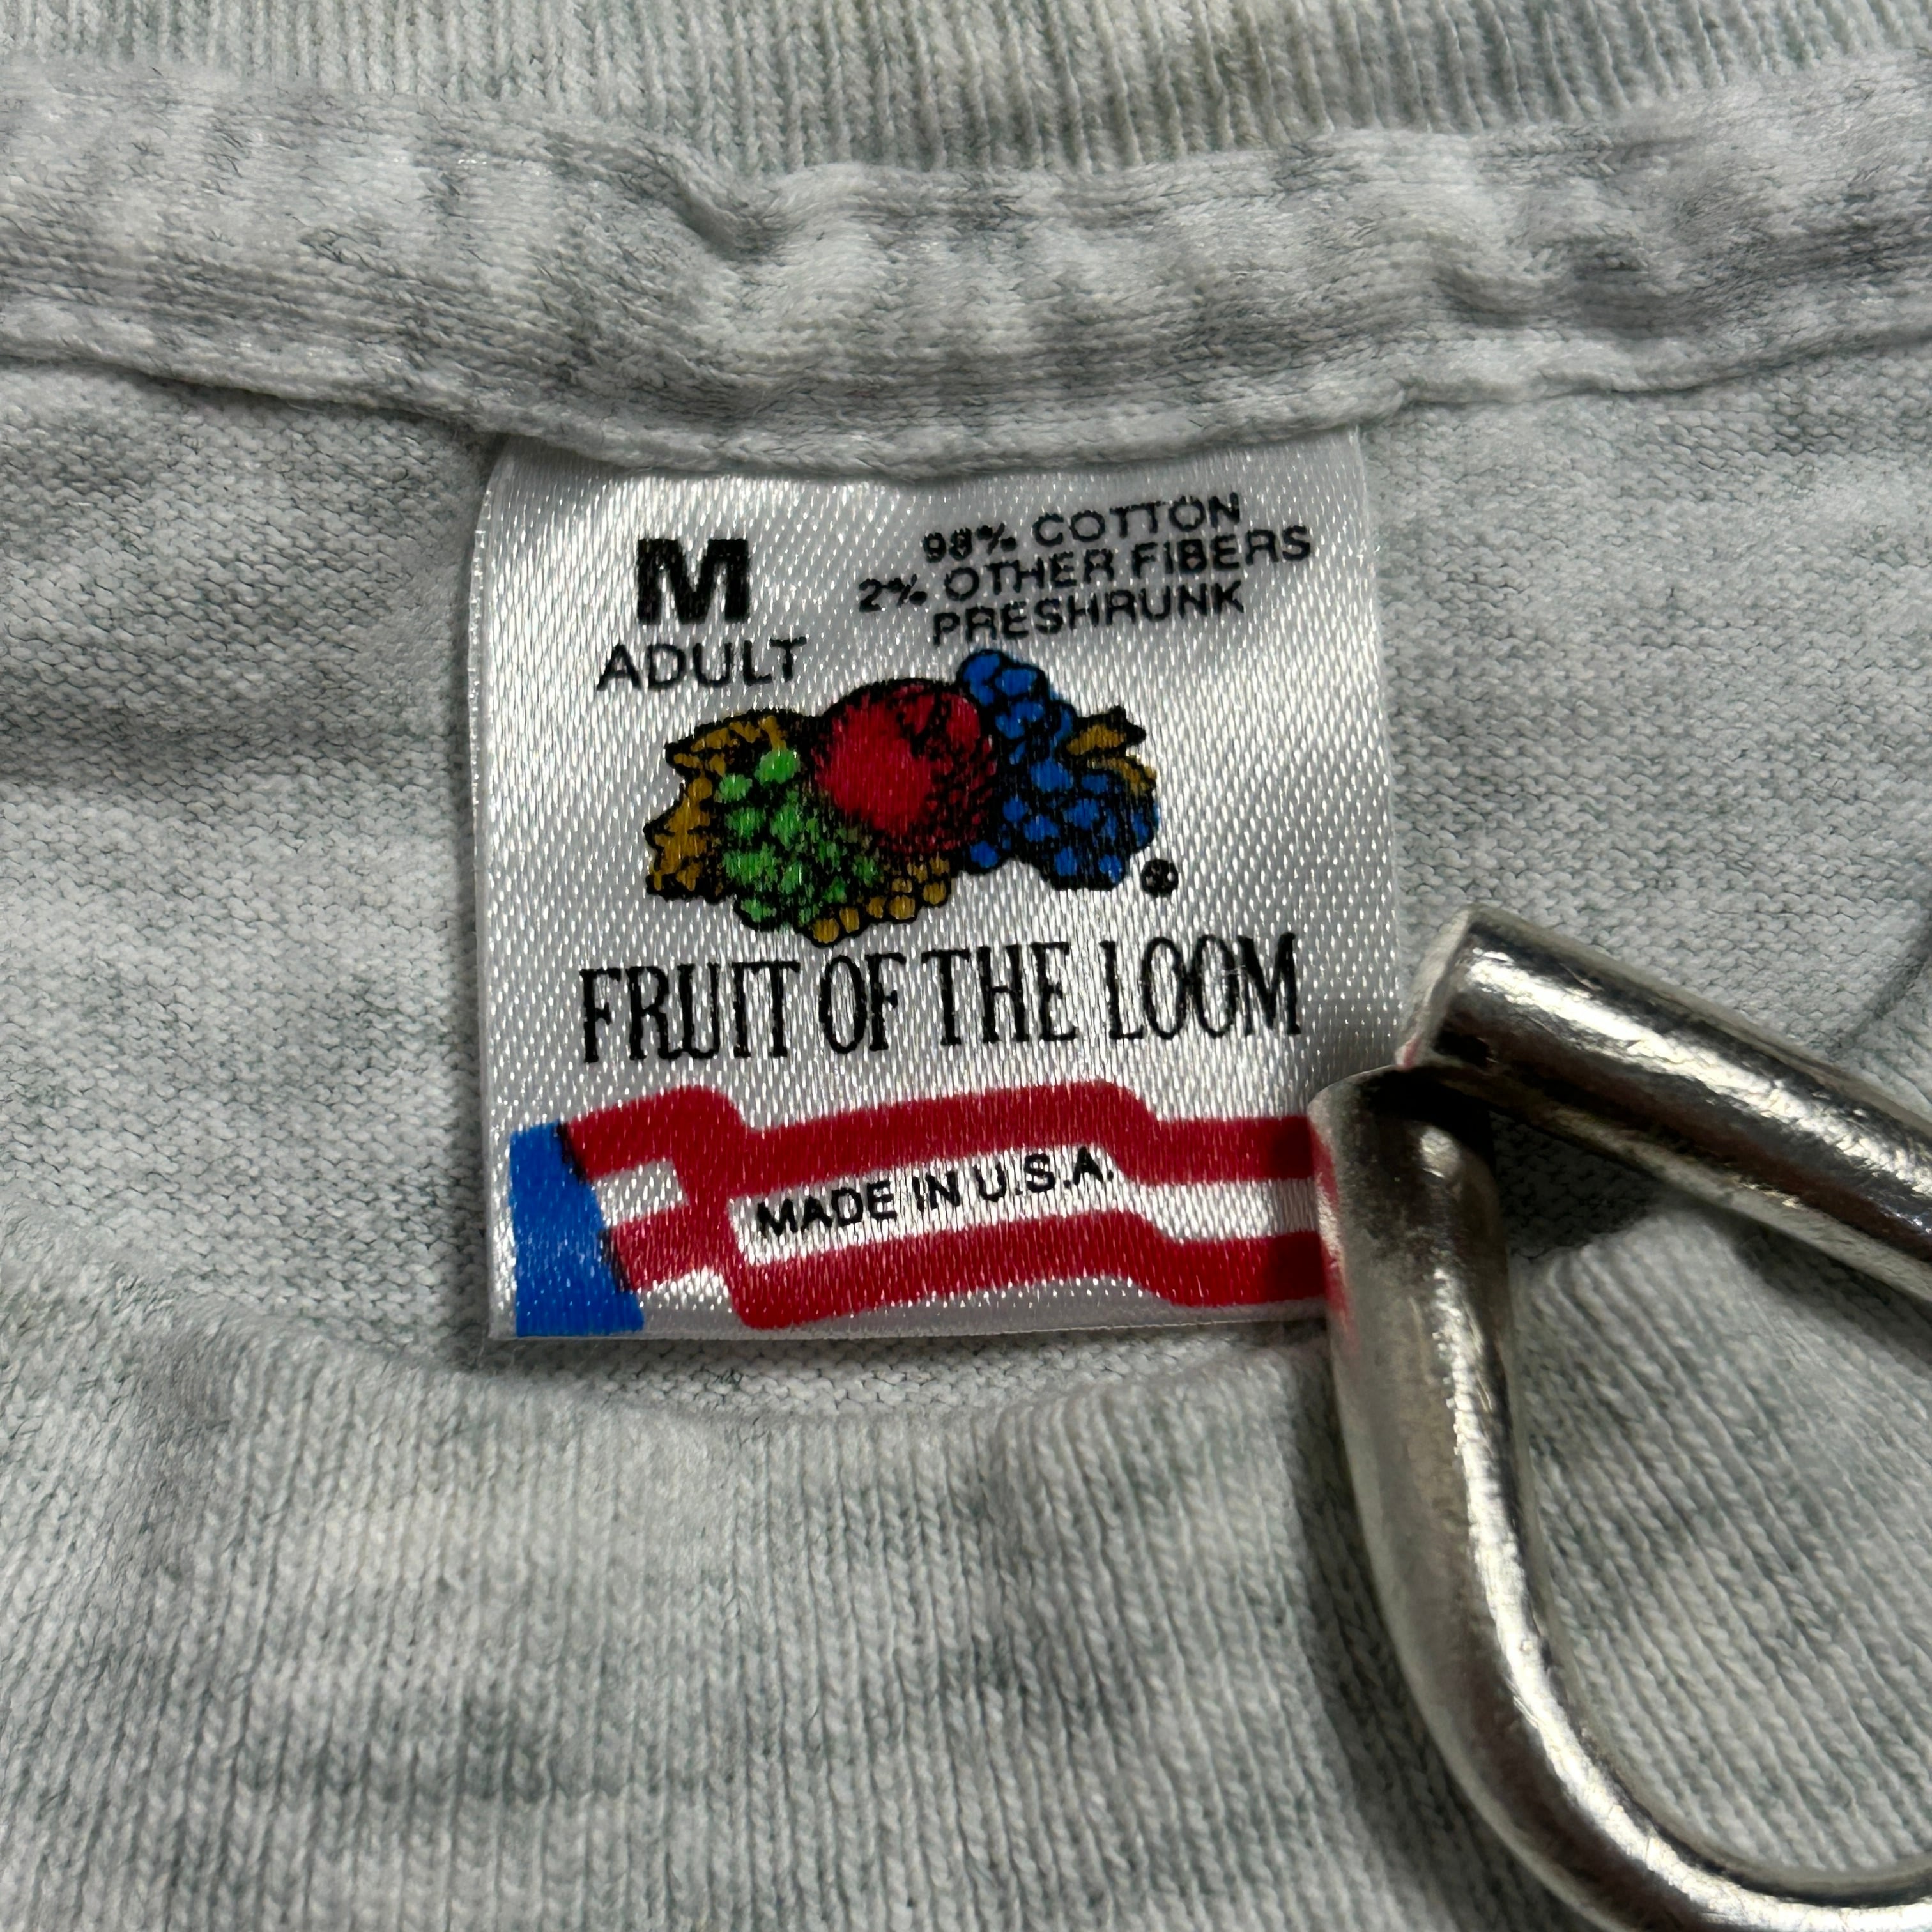 M
ADULT
98% COTTON
2% OTHER FIBERS
PRESHRUNK
®
FRUIT OF THE LOOM
MADE IN U.S.A.